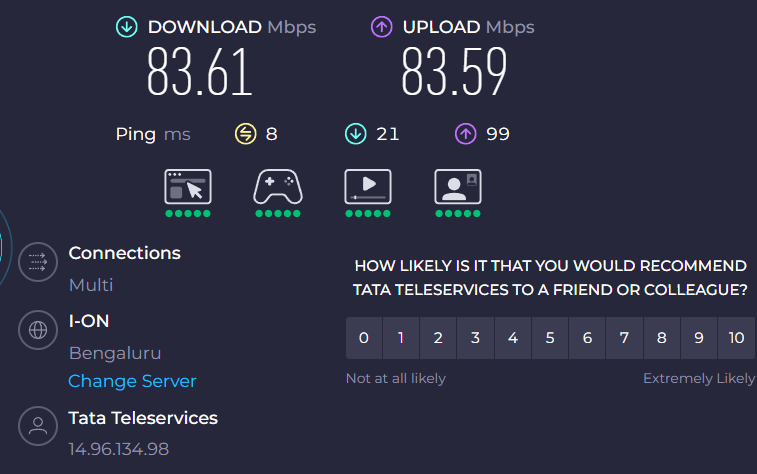 DOWNLOAD Mbps
UPLOAD Mbps
83.61
83.59
Ping ms 8 21 99
Connections
Multi
I-ON
Bengaluru
Change Server
Tata Teleservices
14.96.134.98
HOW LIKELY IS IT THAT YOU WOULD RECOMMEND
TATA TELESERVICES TO A FRIEND OR COLLEAGUE?
0 1 2 3 4 5 6 7 8 9 10
Not at all likely
Extremely Likely